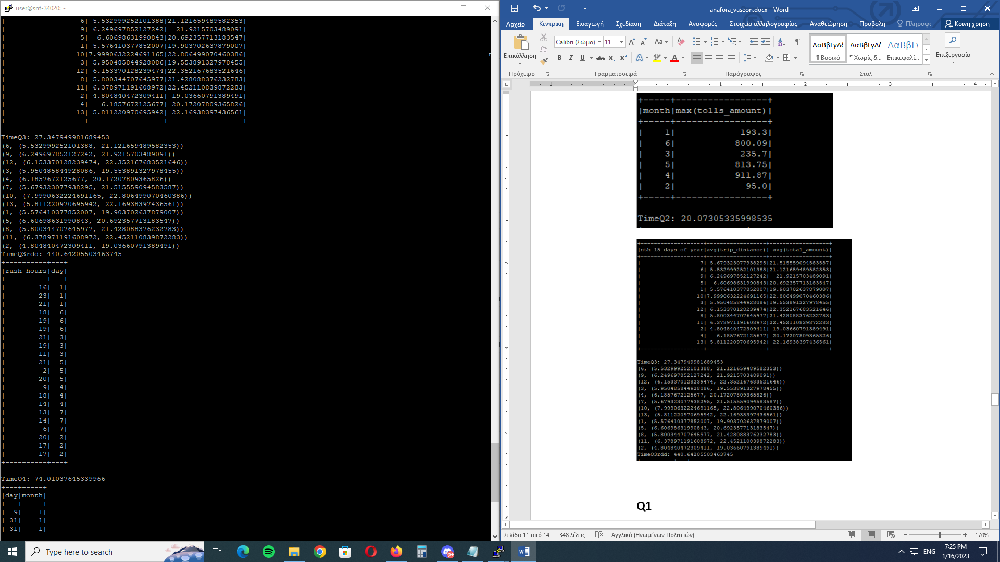 user@snf-34020: ~
|                   6| 5.532999252101388|21.121659489582353|
|                   9| 6.249697852127242|  21.9215703489091|
|                   5|  6.60698631990843|20.692357713183547|
|                   1| 5.576410377852007|19.903702637879007|
|                  10|7.9990632224691165|22.806499070460386|
|                   3| 5.950485844928086|19.553891327978455|
|                  12| 6.153370128239474|22.352167683521646|
|                   8| 5.800344707645977|21.428088376232783|
|                  11| 6.378971191608972|22.452110839872283|
|                   2| 4.804840472309411| 19.03660791389491|
|                   4|   6.1857672125677| 20.17207809365826|
|                  13| 5.811220970695942| 22.16938397436561|
+-------------------+------------------+------------------+
TimeQ3: 27.347949981689453
(6, (5.532999252101388, 21.121659489582353))
(9, (6.249697852127242, 21.9215703489091))
(12, (6.153370128239474, 22.352167683521646))
(3, (5.950485844928086, 19.553891327978455))
(4, (6.1857672125677, 20.17207809365826))
(7, (5.679323077938295, 21.515559094583587))
(10, (7.9990632224691165, 22.806499070460386))
(13, (5.811220970695942, 22.16938397436561))
(1, (5.576410377852007, 19.903702637879007))
(5, (6.60698631990843, 20.692357713183547))
(8, (5.800344707645977, 21.428088376232783))
(11, (6.378971191608972, 22.452110839872283))
(2, (4.804840472309411, 19.03660791389491))
TimeQ3rdd: 440.64205503463745
+----------+---+
|rush hours|day|
+----------+---+
|        16|  1|
|        23|  1|
|        21|  1|
|        18|  6|
|        19|  6|
|        19|  6|
|        21|  3|
|        19|  3|
|        11|  3|
|        21|  5|
|         2|  5|
|        20|  5|
|         9|  4|
|        18|  4|
|        14|  4|
|        13|  7|
|        14|  7|
|         6|  7|
|        20|  2|
|        17|  2|
|        17|  2|
+----------+---+
TimeQ4: 74.01037645339966
+---+-----+
|day|month|
+---+-----+
|  9|    1|
| 31|    1|
| 31|    1|
anafora_vaseon.docx - Word
Αρχείο Κεντρική Εισαγωγή Σχεδίαση Διάταξη Αναφορές Στοιχεία αλληλογραφίας Αναθεώρηση Προβολή Πληροφο Κοινή χρήση
Επικόλληση
Calibri (Σώμα) 11
ΑαΒβΓγΔδ ΑαΒβΓγΔδ ΑαΒβΓγ
¶ Βασικό ¶ Χωρίς δ... Επικεφαλί...
Επεξεργασία
Πρόχειρο Γραμματοσειρά Παράγραφος Στυλ
+-----+-----------------+
|month|max(tolls_amount)|
+-----+-----------------+
|    1|            193.3|
|    6|           800.09|
|    3|            235.7|
|    5|           813.75|
|    4|           911.87|
|    2|             95.0|
+-----+-----------------+
TimeQ2: 20.07305335998535
+-------------------+------------------+------------------+
|nth 15 days of year|avg(trip_distance)| avg(total_amount)|
+-------------------+------------------+------------------+
|                  7| 5.679323077938295|21.515559094583587|
|                  6| 5.532999252101388|21.121659489582353|
|                  9| 6.249697852127242|  21.9215703489091|
|                  5|  6.60698631990843|20.692357713183547|
|                  1| 5.576410377852007|19.903702637879007|
|                 10|7.9990632224691165|22.806499070460386|
|                  3| 5.950485844928086|19.553891327978455|
|                 12| 6.153370128239474|22.352167683521646|
|                  8| 5.800344707645977|21.428088376232783|
|                 11| 6.378971191608972|22.452110839872283|
|                  2| 4.804840472309411| 19.03660791389491|
|                  4|   6.1857672125677| 20.17207809365826|
|                 13| 5.811220970695942| 22.16938397436561|
+-------------------+------------------+------------------+
TimeQ3: 27.347949981689453
(6, (5.532999252101388, 21.121659489582353))
(9, (6.249697852127242, 21.9215703489091))
(12, (6.153370128239474, 22.352167683521646))
(3, (5.950485844928086, 19.553891327978455))
(4, (6.1857672125677, 20.17207809365826))
(7, (5.679323077938295, 21.515559094583587))
(10, (7.9990632224691165, 22.806499070460386))
(13, (5.811220970695942, 22.16938397436561))
(1, (5.576410377852007, 19.903702637879007))
(5, (6.60698631990843, 20.692357713183547))
(8, (5.800344707645977, 21.428088376232783))
(11, (6.378971191608972, 22.452110839872283))
(2, (4.804840472309411, 19.03660791389491))
TimeQ3rdd: 440.64205503463745
Q1
Σελίδα 11 από 14 348 λέξεις Αγγλικά (Ηνωμένων Πολιτειών) 170%
Type here to search
ENG
7:25 PM
1/16/2023